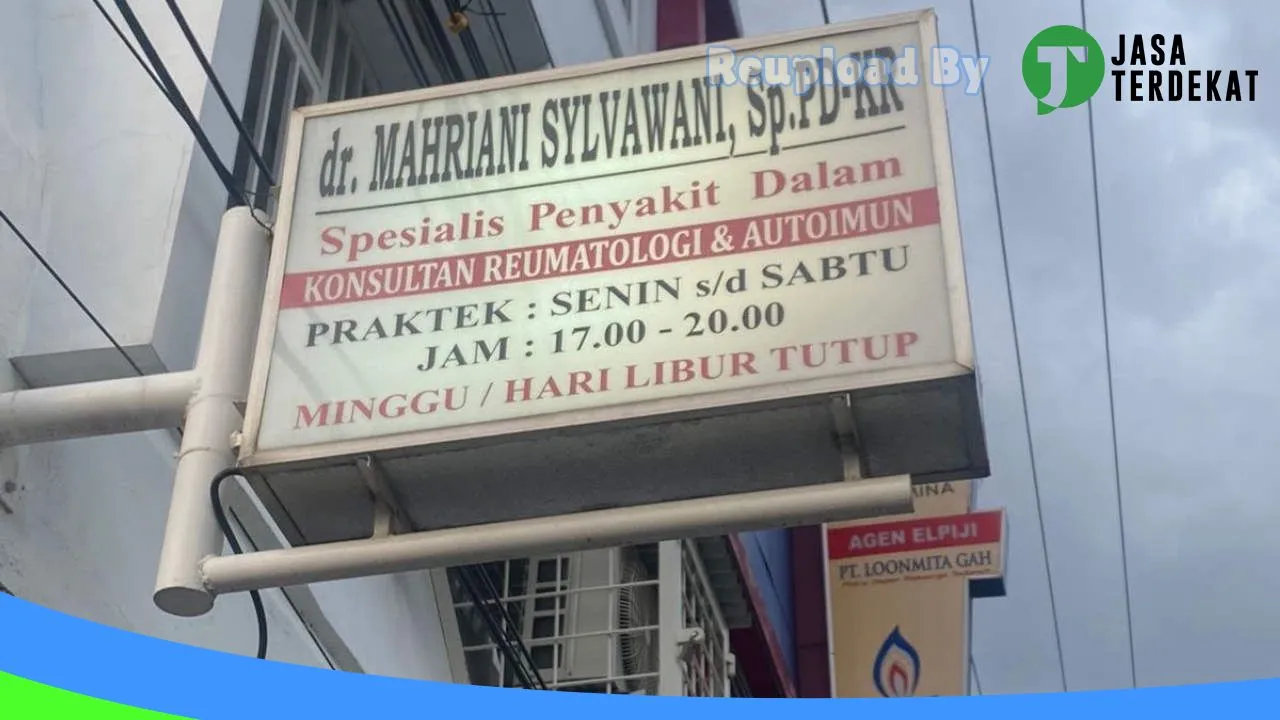 Reupload By
JASA
TERDEKAT
dr. MAHRIANI SYLVAWANI, Sp.PD-KR
Spesialis Penyakit Dalam
KONSULTAN REUMATOLOGI & AUTOIMUN
PRAKTEK : SENIN s/d SABTU
JAM : 17.00 - 20.00
MINGGU / HARI LIBUR TUTUP
AGEN ELPIJI
PT. LOONMITA GAH